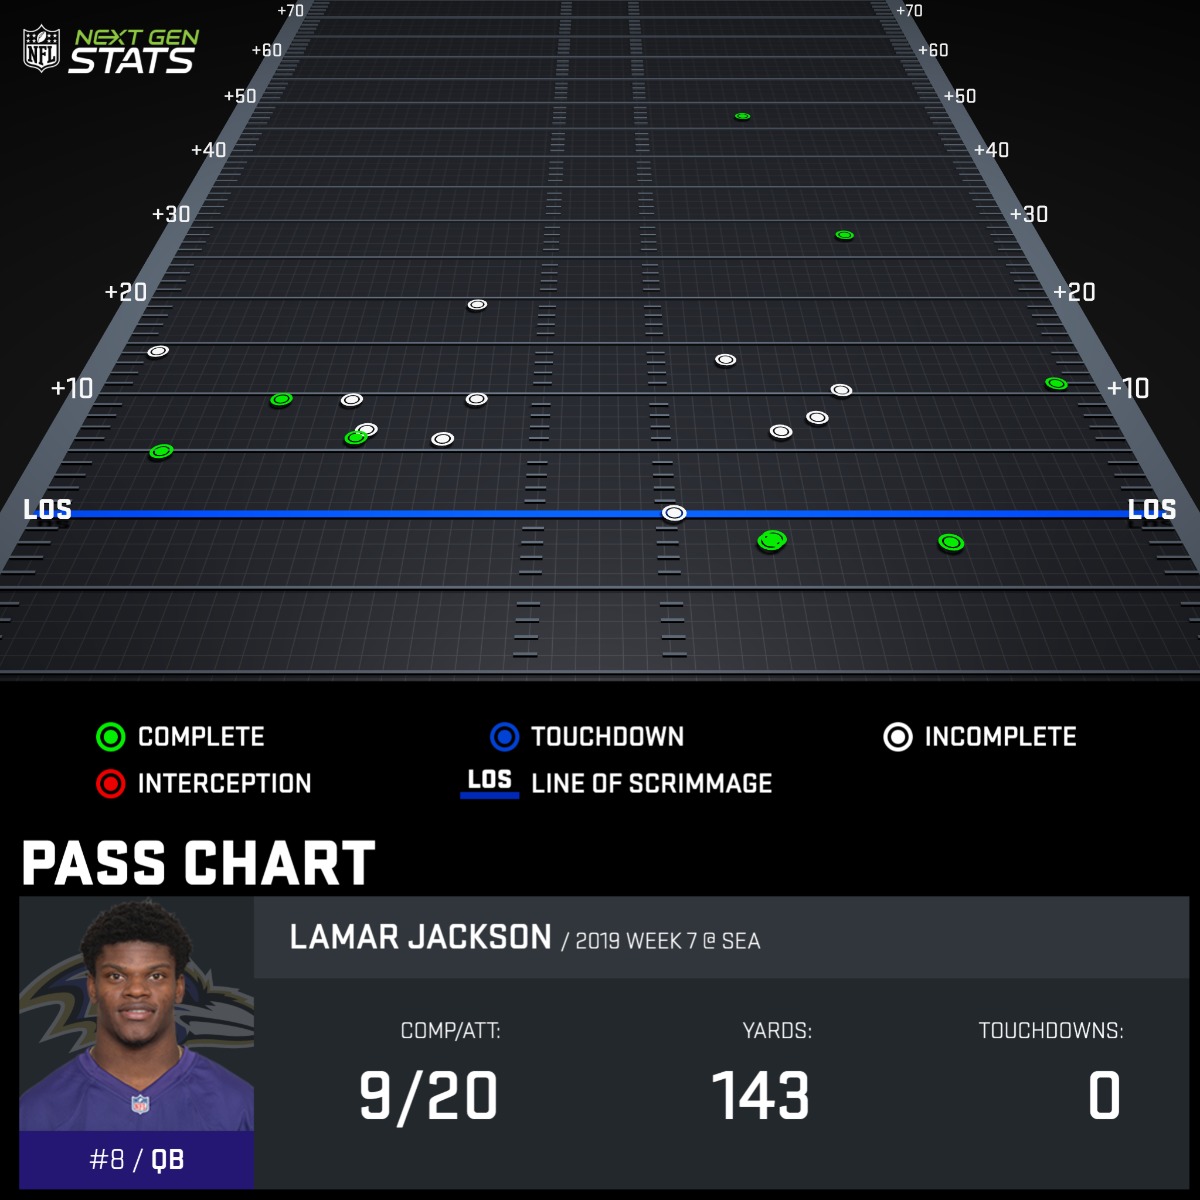 +70 +70
NFL NEXT GEN STATS
+60 +60
+50 +50
+40 +40
+30 +30
+20 +20
+10 +10
LOS LOS
COMPLETE TOUCHDOWN INCOMPLETE
INTERCEPTION LOS LINE OF SCRIMMAGE
PASS CHART
LAMAR JACKSON / 2019 WEEK 7 @ SEA
COMP/ATT: YARDS: TOUCHDOWNS:
9/20 143 0
NFL
#8 / QB